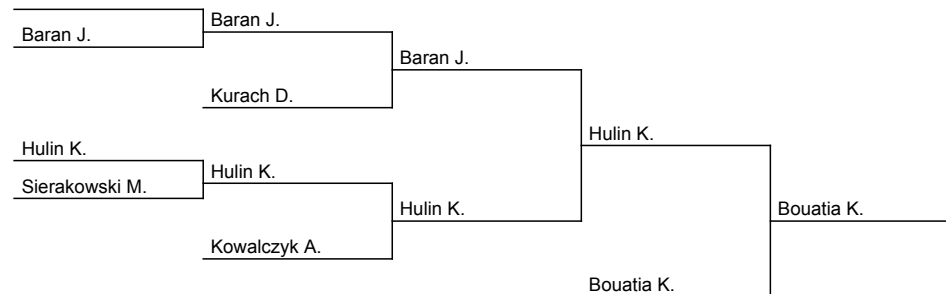 Baran J.
Baran J.
Baran J.
Kurach D.
Hulin K.
Hulin K.
Sierakowski M.
Hulin K.
Hulin K.
Kowalczyk A.
Bouatia K.
Bouatia K.